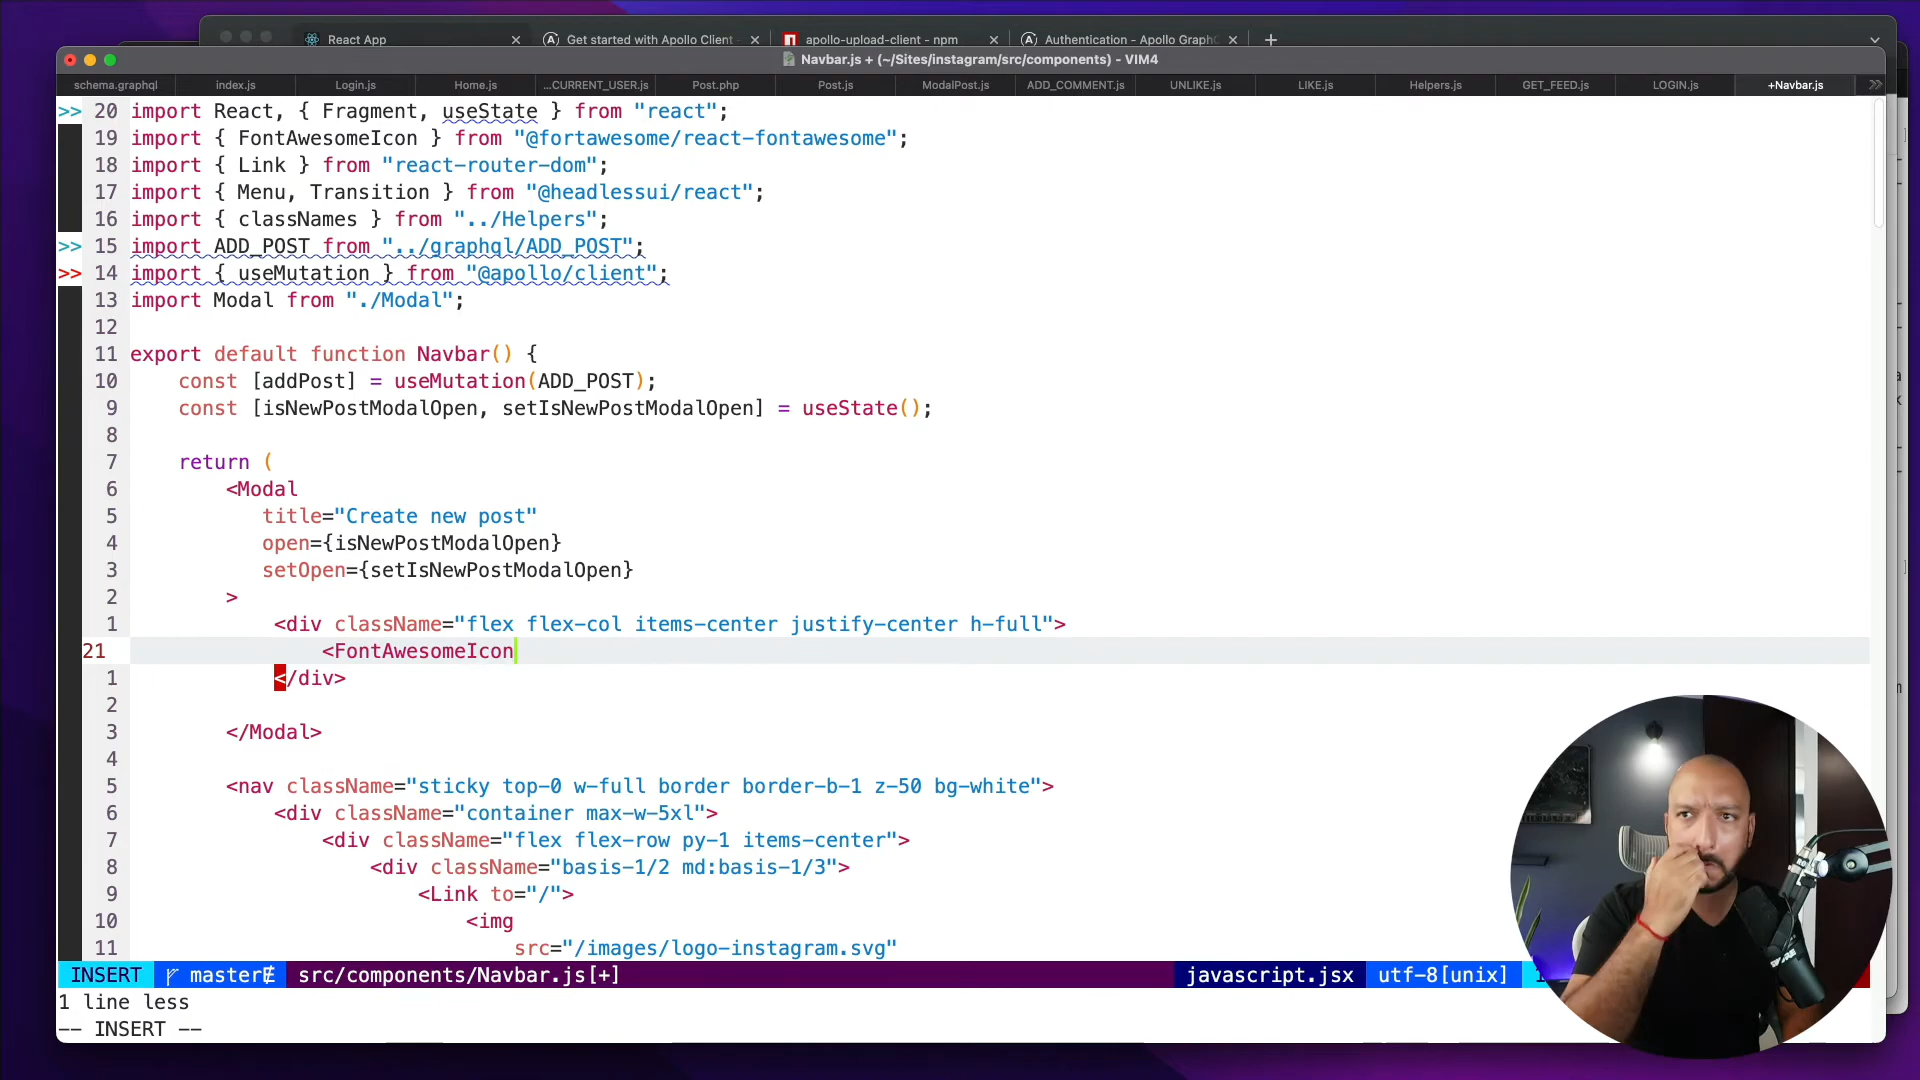 React App
Get started with Apollo Client -
apollo-upload-client - npm
Authentication - Apollo GraphQ
Navbar.js + (~/Sites/instagram/src/components) - VIM4
schema.graphql index.js Login.js Home.js ...CURRENT_USER.js Post.php Post.js ModalPost.js ADD_COMMENT.js UNLIKE.js LIKE.js Helpers.js GET_FEED.js LOGIN.js +Navbar.js
>> 20 import React, { Fragment, useState } from "react";
19 import { FontAwesomeIcon } from "@fortawesome/react-fontawesome";
18 import { Link } from "react-router-dom";
17 import { Menu, Transition } from "@headlessui/react";
16 import { classNames } from "../Helpers";
>> 15 import ADD_POST from "../graphql/ADD_POST";
>> 14 import { useMutation } from "@apollo/client";
13 import Modal from "./Modal";
12
11 export default function Navbar() {
10 const [addPost] = useMutation(ADD_POST);
9 const [isNewPostModalOpen, setIsNewPostModalOpen] = useState();
8
7 return (
6 <Modal
5 title="Create new post"
4 open={isNewPostModalOpen}
3 setOpen={setIsNewPostModalOpen}
2 >
1 <div className="flex flex-col items-center justify-center h-full">
21 <FontAwesomeIcon
1 </div>
2
3 </Modal>
4
5 <nav className="sticky top-0 w-full border border-b-1 z-50 bg-white">
6 <div className="container max-w-5xl">
7 <div className="flex flex-row py-1 items-center">
8 <div className="basis-1/2 md:basis-1/3">
9 <Link to="/">
10 <img
11 src="/images/logo-instagram.svg"
INSERT master src/components/Navbar.js[+] javascript.jsx utf-8[unix]
1 line less
-- INSERT --